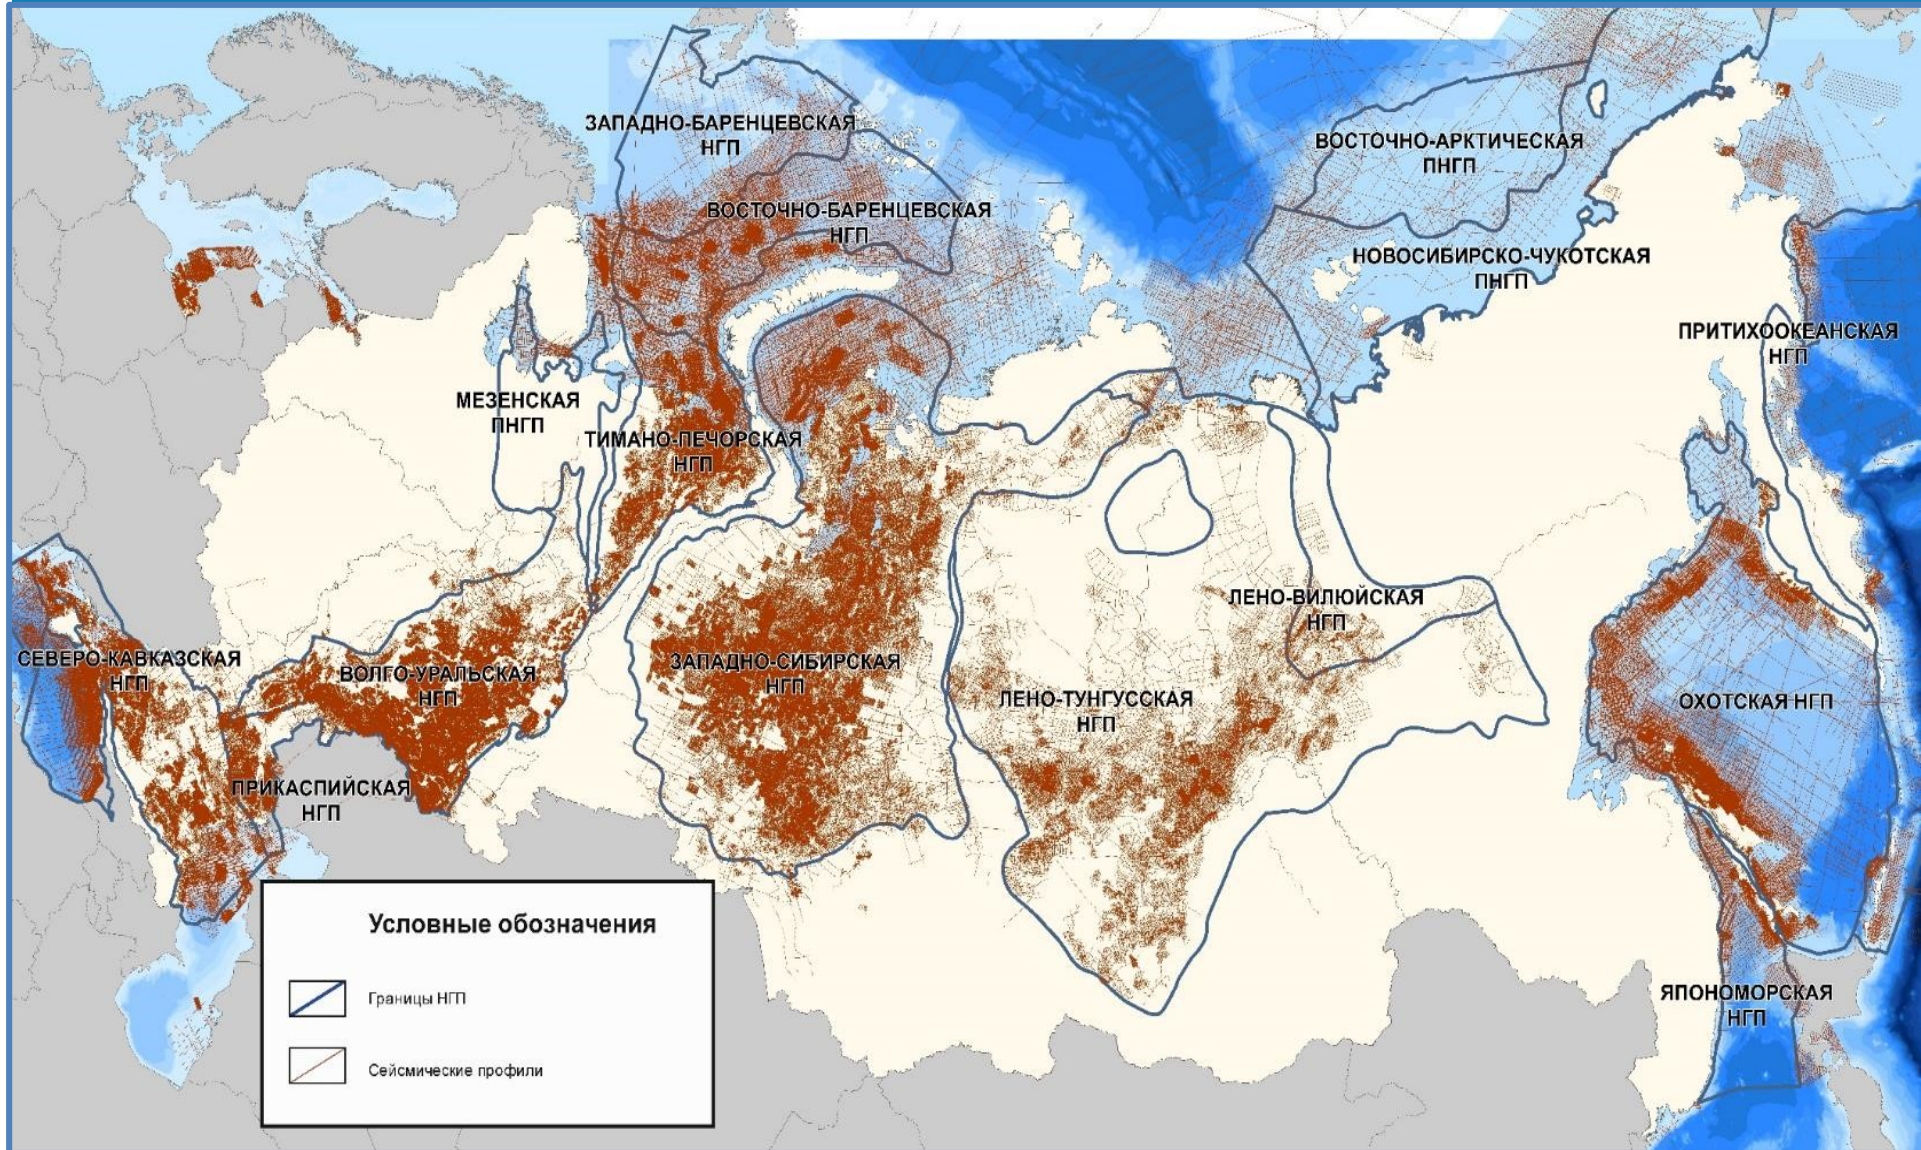 ЗАПАДНО-БАРЕНЦЕВСКАЯ
НГП
ВОСТОЧНО-АРКТИЧЕСКАЯ
ПНГП
ВОСТОЧНО-БАРЕНЦЕВСКАЯ
НГП
НОВОСИБИРСКО-ЧУКОТСКАЯ
ПНГП
ПРИТИХООКЕАНСКАЯ
НГП
МЕЗЕНСКАЯ
ПНГП
ТИМАНО-ПЕЧОРСКАЯ
НГП
ЛЕНО-ВИЛЮЙСКАЯ
НГП
СЕВЕРО-КАВКАЗСКАЯ
НГП
ВОЛГО-УРАЛЬСКАЯ
НГП
ЗАПАДНО-СИБИРСКАЯ
НГП
ЛЕНО-ТУНГУССКАЯ
НГП
ОХОТСКАЯ НГП
ПРИКАСПИЙСКАЯ
НГП
ЯПОНОМОРСКАЯ
НГП
Условные обозначения
Границы НГП
Сейсмические профили